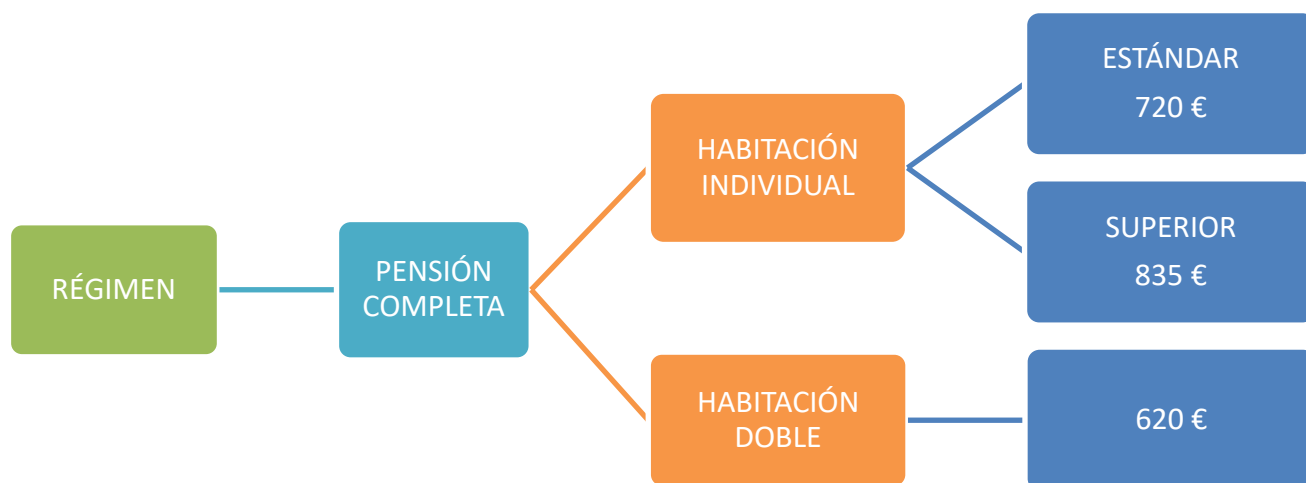 RÉGIMEN
PENSIÓN
COMPLETA
HABITACIÓN
INDIVIDUAL
ESTÁNDAR
720 €
SUPERIOR
835 €
HABITACIÓN
DOBLE
620 €